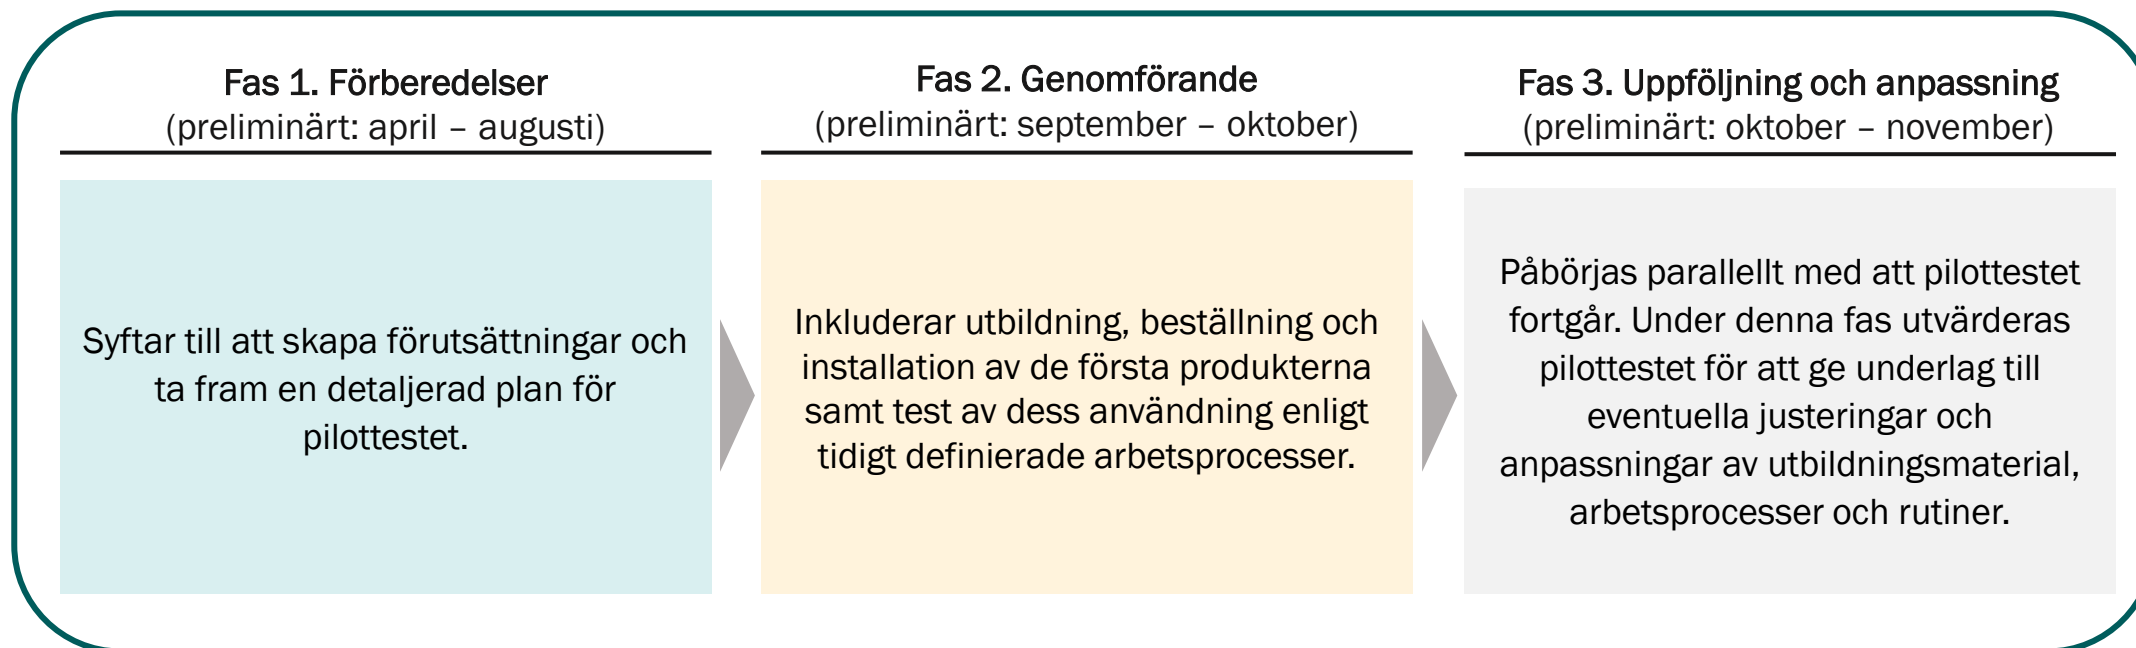 Fas 1. Förberedelser
(preliminärt: april – augusti)
Syftar till att skapa förutsättningar och
ta fram en detaljerad plan för
pilottestet.
Fas 2. Genomförande
(preliminärt: september – oktober)
Inkluderar utbildning, beställning och
installation av de första produkterna
samt test av dess användning enligt
tidigt definierade arbetsprocesser.
Fas 3. Uppföljning och anpassning
(preliminärt: oktober – november)
Påbörjas parallellt med att pilottestet
fortgår. Under denna fas utvärderas
pilottestet för att ge underlag till
eventuella justeringar och
anpassningar av utbildningsmaterial,
arbetsprocesser och rutiner.